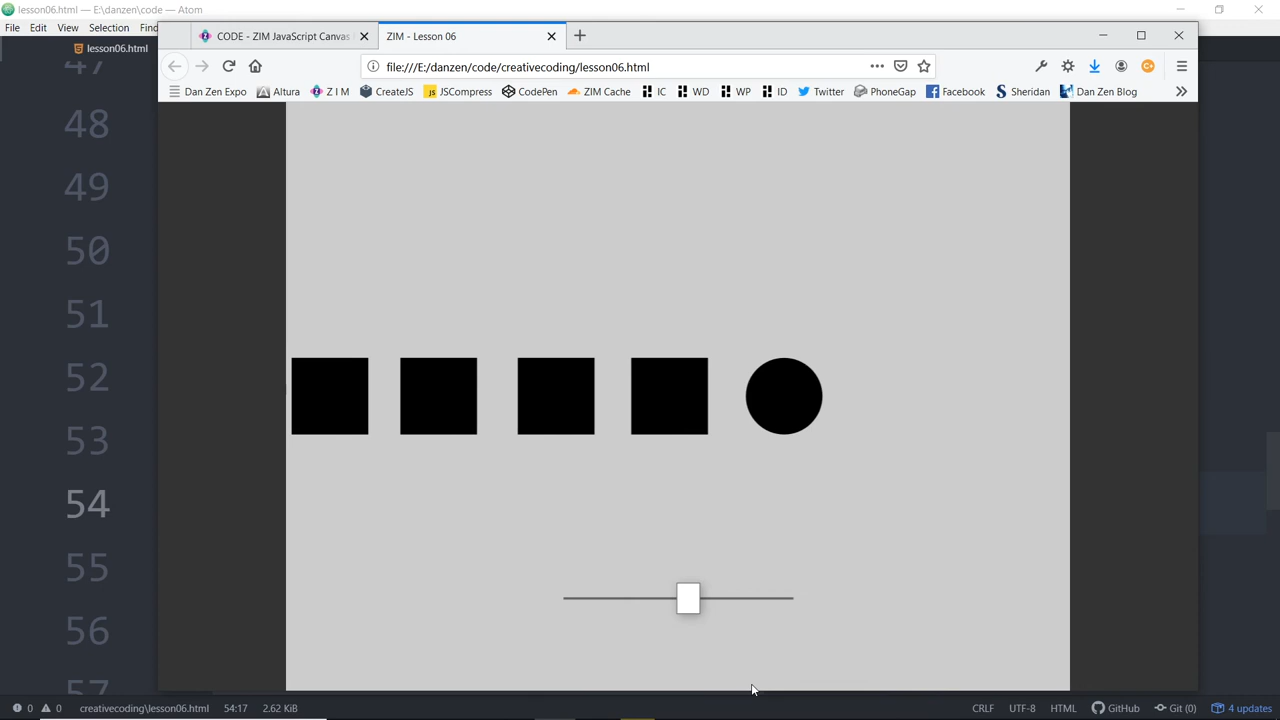 lesson06.html — E:\danzen\code — Atom
File Edit View Selection Find
lesson06.html
CODE - ZIM JavaScript Canvas
ZIM - Lesson 06
file:///E:/danzen/code/creativecoding/lesson06.html
Dan Zen Expo Altura Z I M CreateJS JSCompress CodePen ZIM Cache IC WD WP ID Twitter PhoneGap Facebook Sheridan Dan Zen Blog
47
48
49
50
51
52
53
54
55
56
57
0 0 creativecoding\lesson06.html 54:17 2.62 KiB CRLF UTF-8 HTML GitHub Git (0) 4 updates